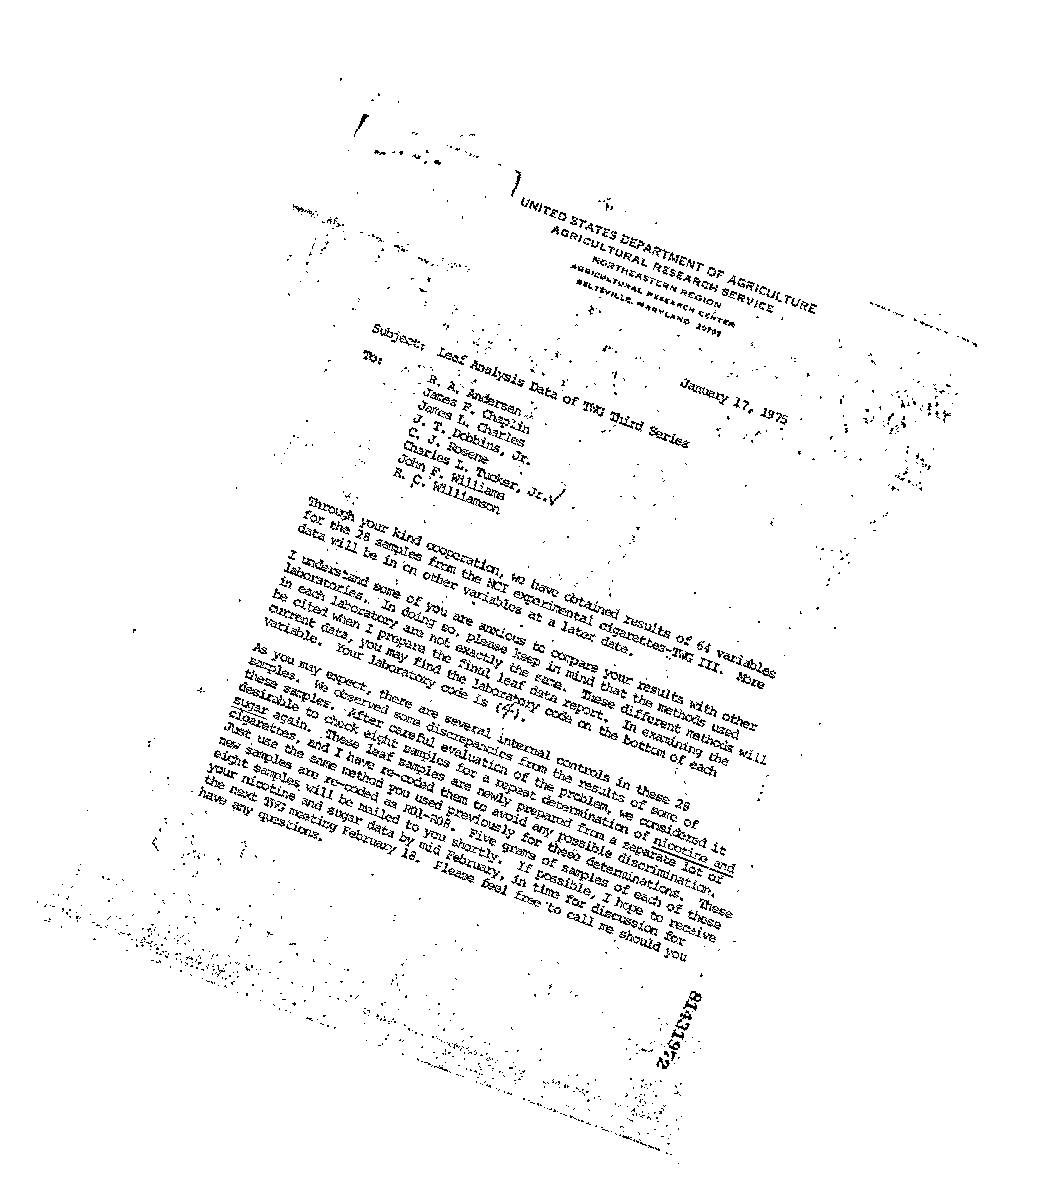 UNITED STATES DEPARTMENT OF AGRICULTURE
AGRICULTURAL RESEARCH SERVICE
NORTHEASTERN REGION
AGRICULTURAL RESEARCH CENTER
BELTSVILLE, MARYLAND 20705
January 17, 1975
Subject: Leaf Analysis Data of TWG Third Series
To:
R. A. Andersen
James F. Chaplin
James L. Charles
J. T. Dobbins, Jr.
C. J. Rosene
Charles L. Tucker, Jr.
John F. Williams
R. C. Williamson
Through your kind cooperation, we have obtained results of 64 variables
for the 28 samples from the NCI experimental cigarettes-TWG III. More
data will be in on other variables at a later date.
I understand some of you are anxious to compare your results with other
laboratories. In doing so, please keep in mind that the methods used
in each laboratory are not exactly the same. These different methods will
be cited when I prepare the final leaf data report. In examining the
current data, you may find the laboratory code on the bottom of each
variable. Your laboratory code is (4).
As you may expect, there are several internal controls in these 28
samples. We observed some discrepancies from the results of some of
these samples. After careful evaluation of the problem, we considered it
desirable to check eight samples for a repeat determination of nicotine and
sugar again. These leaf samples are newly prepared from a separate lot of
cigarettes, and I have re-coded them to avoid any possible discrimination.
Just use the same method you used previously for these determinations. These
new samples are re-coded as R01-R08. Five grams of samples of each of these
eight samples will be mailed to you shortly. If possible, I hope to receive
your nicotine and sugar data by mid February, in time for discussion for
the next TWG meeting February 18. Please feel free to call me should you
have any questions.
81431972